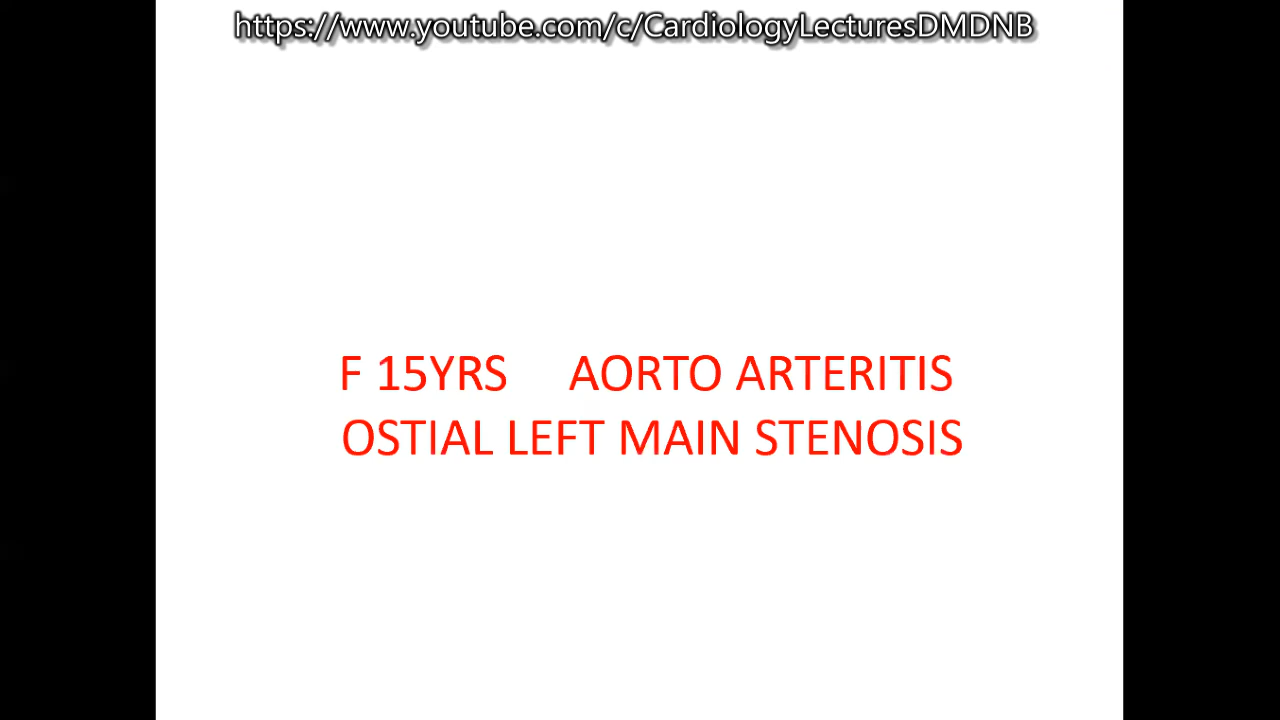 https://www.youtube.com/c/CardiologyLecturesDMDNB
F 15YRS AORTO ARTERITIS
OSTIAL LEFT MAIN STENOSIS